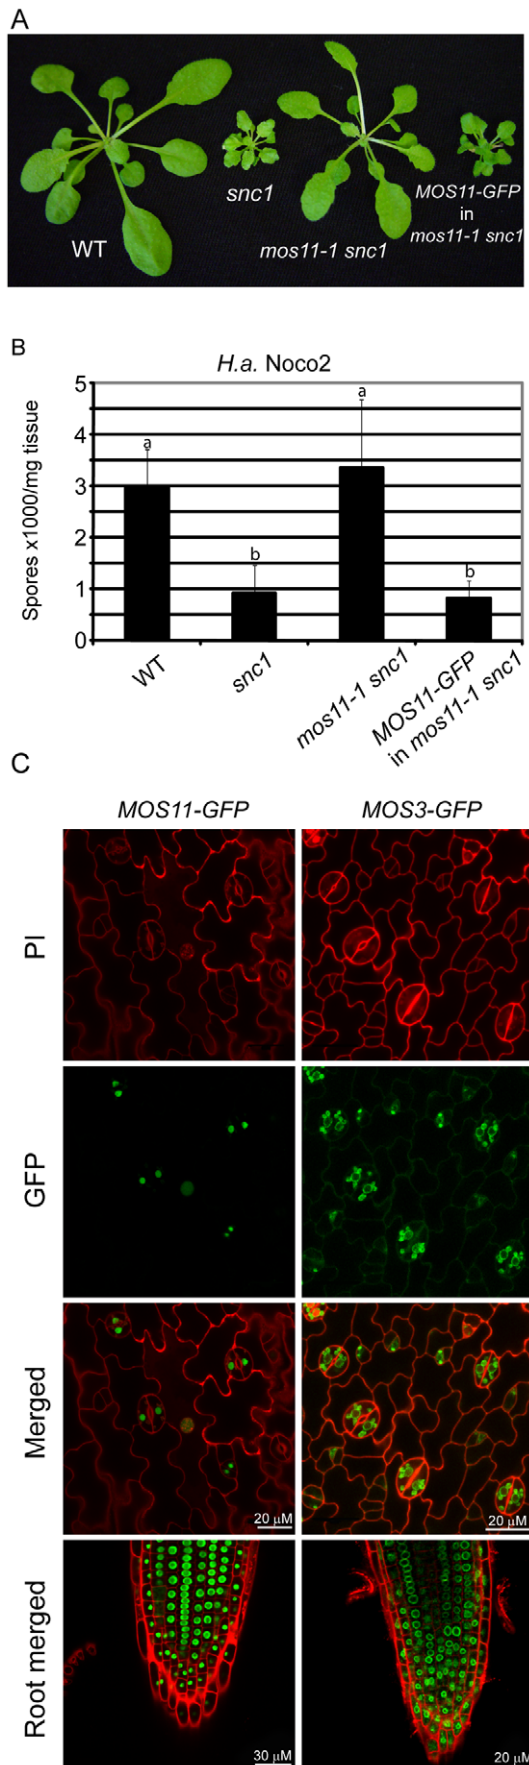 A
WT
snc1
mos11-1 snc1
MOS11-GFP
in
mos11-1 snc1
B
H.a. Noco2
Spores x1000/mg tissue
5
4
3
2
1
0
a
b
a
b
WT
snc1
mos11-1 snc1
MOS11-GFP
in mos11-1 snc1
C
MOS11-GFP
MOS3-GFP
PI
GFP
Merged
20 µM
20 µM
Root merged
30 µM
20 µM